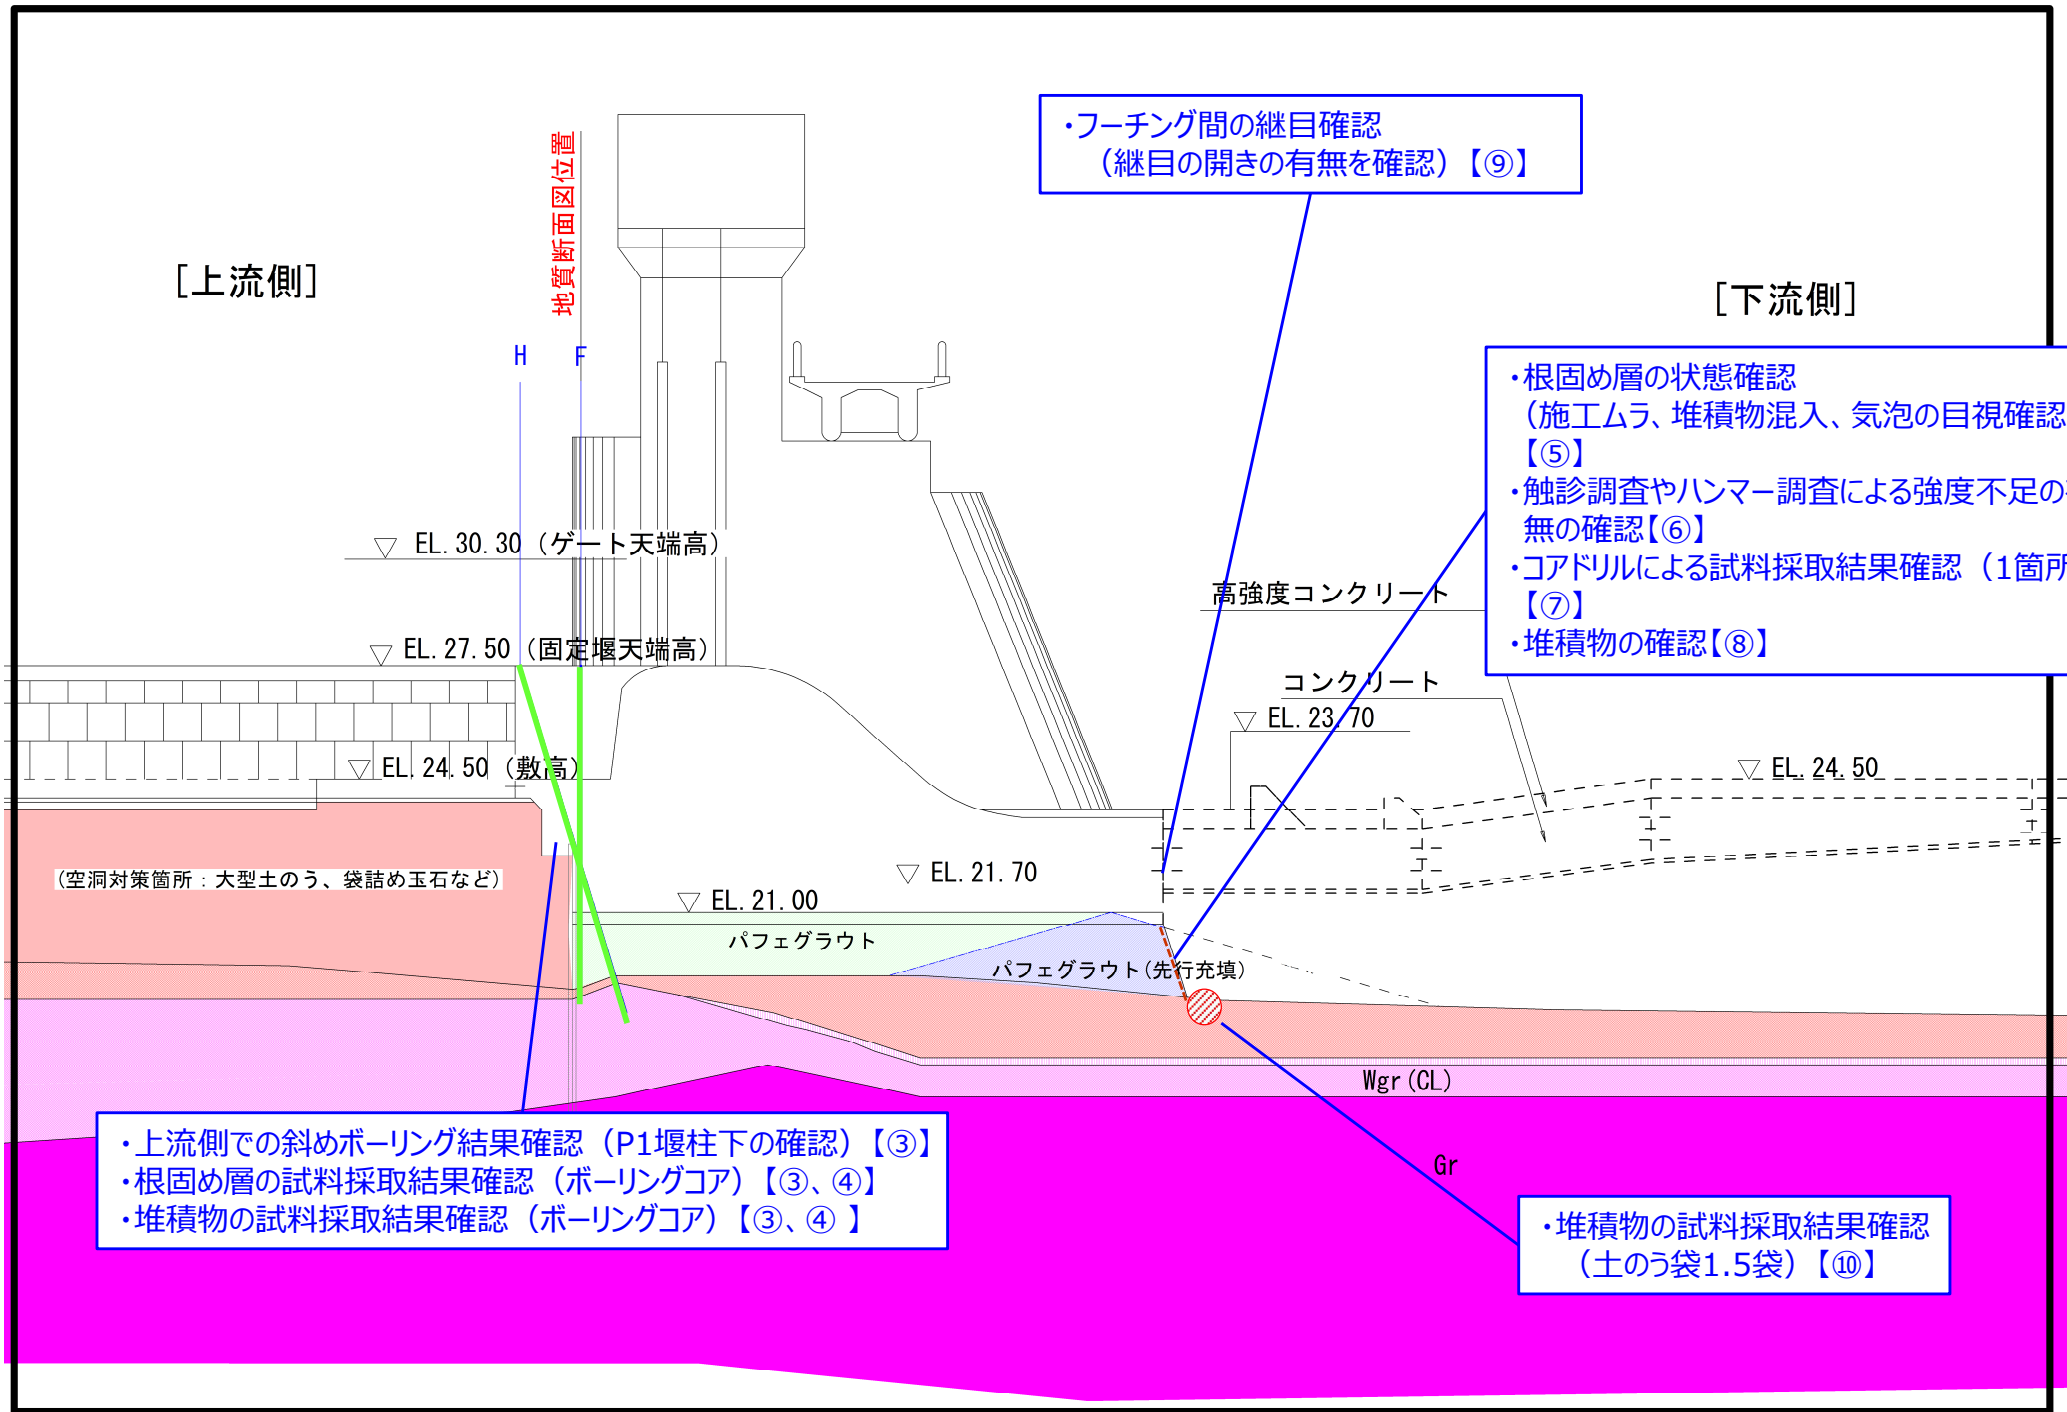 ・フーチング間の継目確認
（継目の開きの有無を確認）【⑨】
地質断面図位置
[上流側]
[下流側]
H
F
・根固め層の状態確認
（施工ムラ、堆積物混入、気泡の目視確認
【⑤】
・触診調査やハンマー調査による強度不足の
無の確認【⑥】
・コアドリルによる試料採取結果確認（1箇所
【⑦】
・堆積物の確認【⑧】
EL.30.30（ゲート天端高）
高強度コンクリート
EL.27.50（固定堰天端高）
コンクリート
EL.23.70
EL.24.50（敷高）
EL.24.50
（空洞対策箇所：大型土のう、袋詰め玉石など）
EL.21.70
EL.21.00
パフェグラウト
パフェグラウト(先行充填)
Wgr(CL)
・上流側での斜めボーリング結果確認（P1堰柱下の確認）【③】
・根固め層の試料採取結果確認（ボーリングコア）【③、④】
・堆積物の試料採取結果確認（ボーリングコア）【③、④ 】
Gr
・堆積物の試料採取結果確認
（土のう袋1.5袋）【⑩】